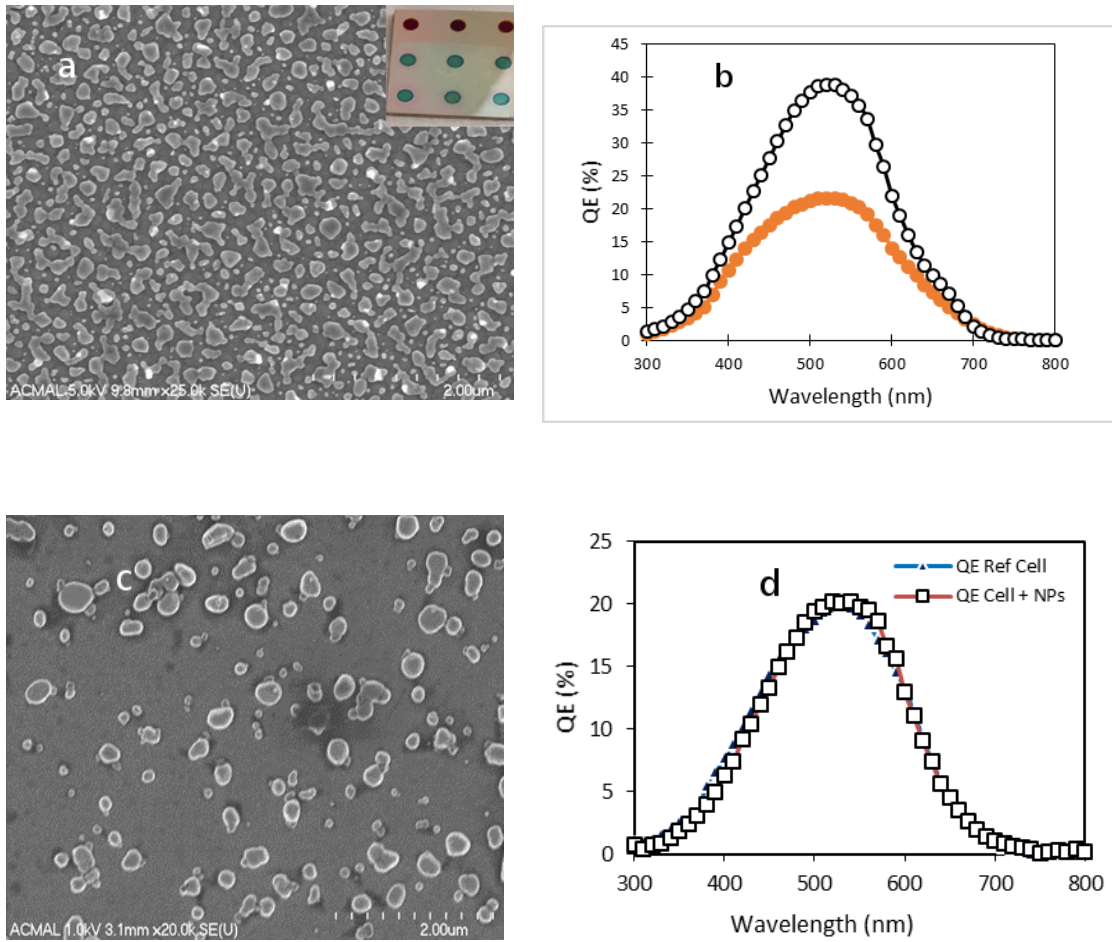 a
ACMAL 5.0kV 9.8mm x25.0k SE(U)
2.00um
b
45
40
35
30
25
20
15
10
5
0
QE (%)
300 400 500 600 700 800
Wavelength (nm)
c
ACMAL 1.0kV 3.1mm x20.0k SE(U)
2.00um
d
QE Ref Cell
QE Cell + NPs
25
20
15
10
5
0
QE (%)
300 400 500 600 700 800
Wavelength (nm)